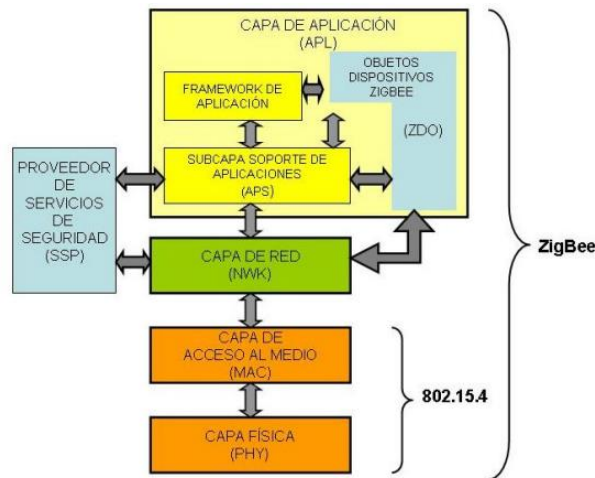 CAPA DE APLICACIÓN
(APL)
OBJETOS
DISPOSITIVOS
ZIGBEE
(ZDO)
FRAMEWORK DE
APLICACIÓN
SUBCAPA SOPORTE DE
APLICACIONES
(APS)
PROVEEDOR
DE
SERVICIOS
DE
SEGURIDAD
(SSP)
CAPA DE RED
(NWK)
ZigBee
CAPA DE
ACCESO AL MEDIO
(MAC)
802.15.4
CAPA FÍSICA
(PHY)